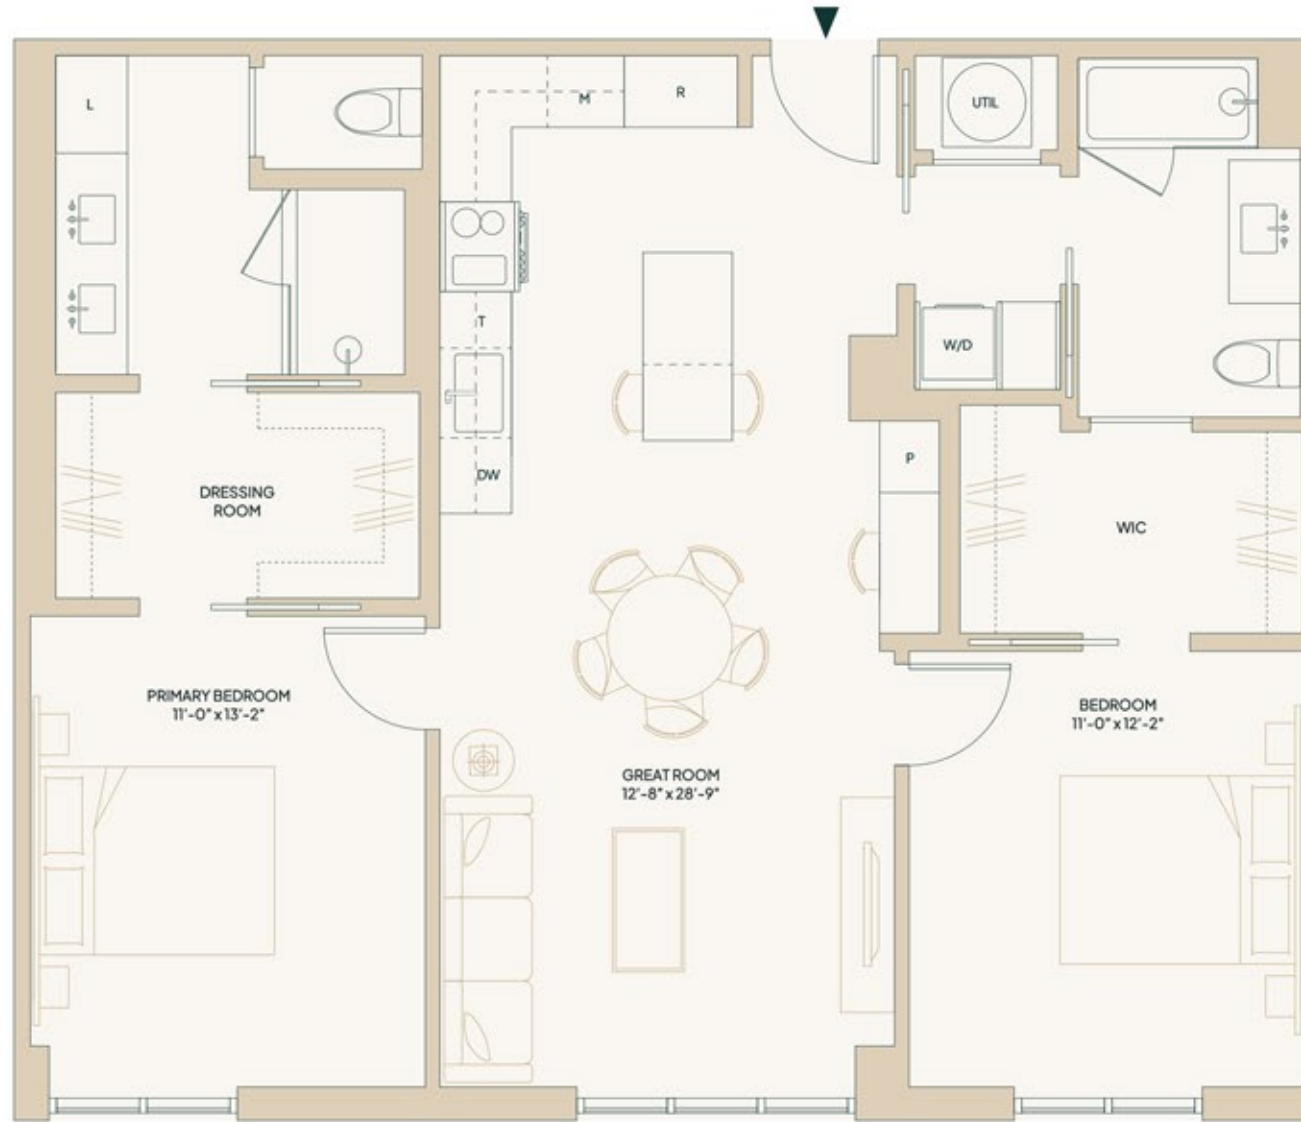 L
M
R
UTIL
T
W/D
DW
P
DRESSING
ROOM
WIC
PRIMARY BEDROOM
11'-0" x 13'-2"
BEDROOM
11'-0" x 12'-2"
GREAT ROOM
12'-8" x 28'-9"